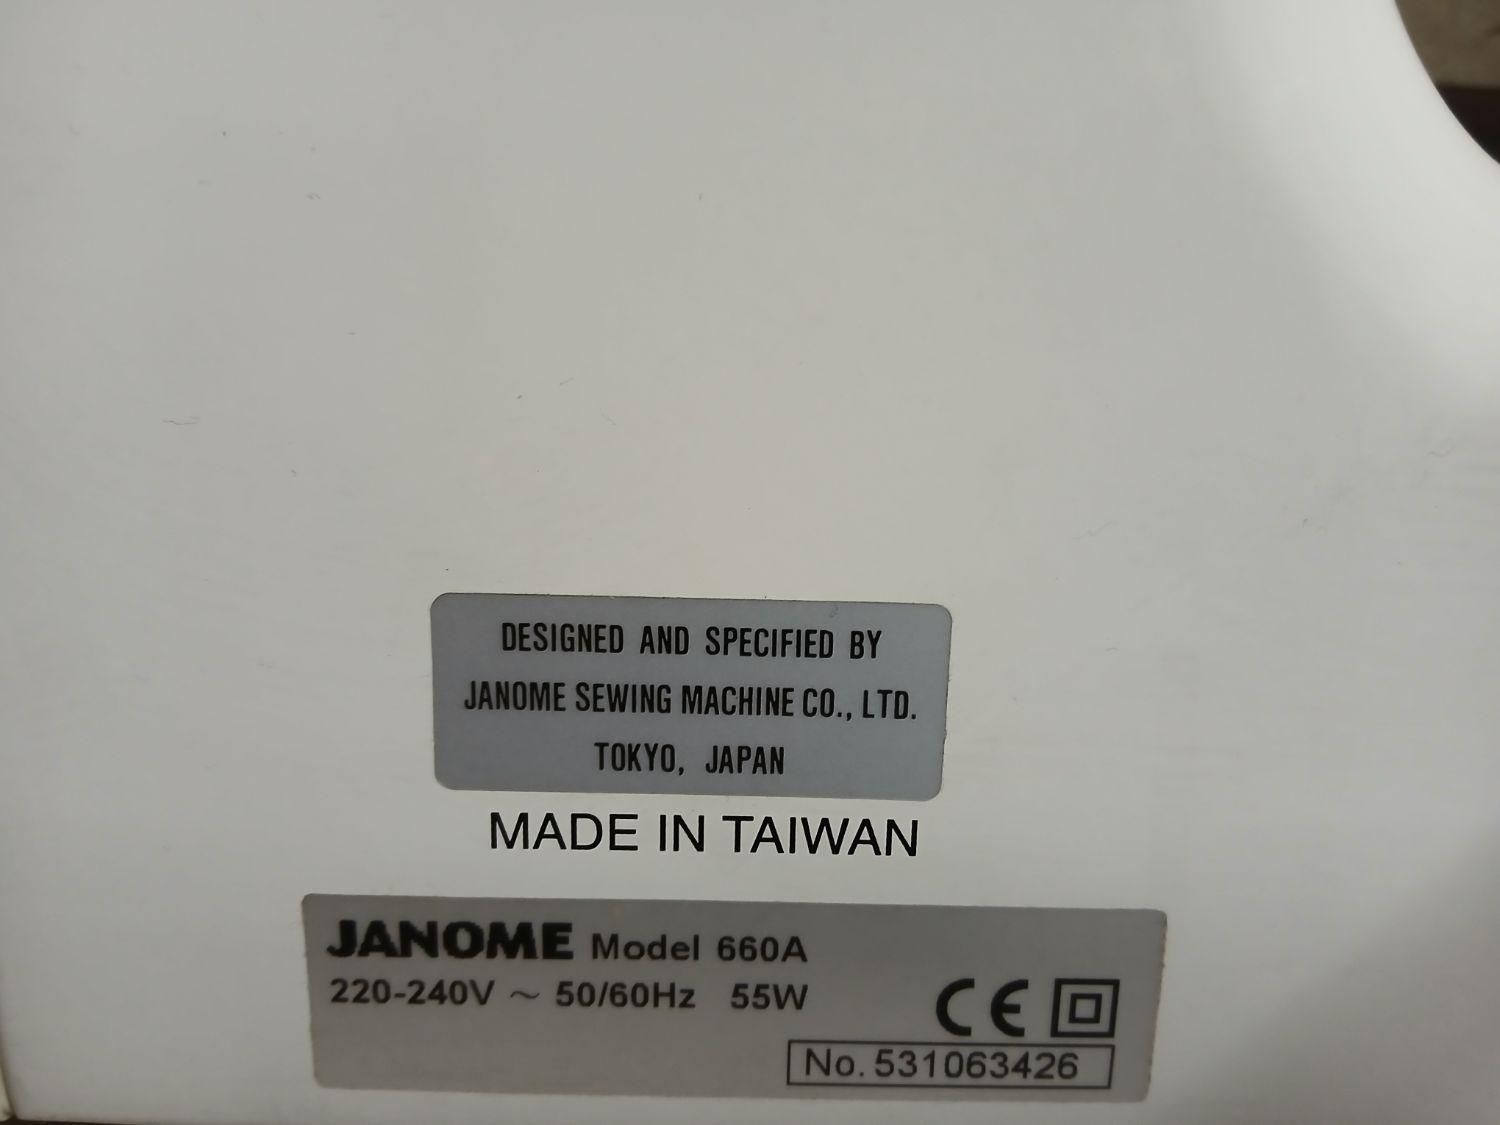 DESIGNED AND SPECIFIED BY
JANOME SEWING MACHINE CO., LTD.
TOKYO, JAPAN
MADE IN TAIWAN
JANOME Model 660A
220-240V ~ 50/60Hz 55W
CE
No. 531063426